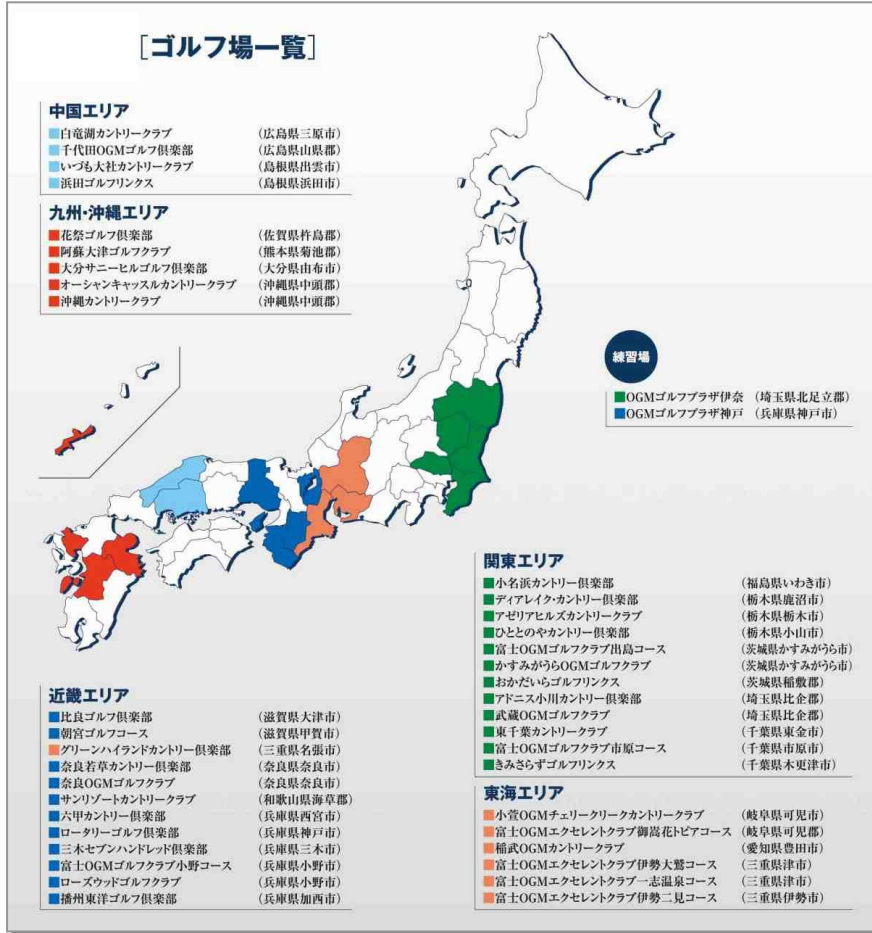 [ゴルフ場一覧]
中国エリア
白竜湖カントリークラブ （広島県三原市）
千代田OGMゴルフ倶楽部 （広島県山県郡）
いづも大社カントリークラブ （島根県出雲市）
浜田ゴルフリンクス （島根県浜田市）
九州・沖縄エリア
花祭ゴルフ倶楽部 （佐賀県杵島郡）
阿蘇大津ゴルフクラブ （熊本県菊池郡）
大分サニーヒルゴルフ倶楽部 （大分県由布市）
オーシャンキャッスルカントリークラブ （沖縄県中頭郡）
沖縄カントリークラブ （沖縄県中頭郡）
練習場
OGMゴルフプラザ伊奈 （埼玉県北足立郡）
OGMゴルフプラザ神戸 （兵庫県神戸市）
関東エリア
小名浜カントリー倶楽部 （福島県いわき市）
ディアレイク・カントリー倶楽部 （栃木県鹿沼市）
アゼリアヒルズカントリークラブ （栃木県栃木市）
ひととのやカントリー倶楽部 （栃木県小山市）
富士OGMゴルフクラブ出島コース （茨城県かすみがうら市）
かすみがうらOGMゴルフクラブ （茨城県かすみがうら市）
おかだいらゴルフリンクス （茨城県稲敷郡）
アドニス小川カントリー倶楽部 （埼玉県比企郡）
武蔵OGMゴルフクラブ （埼玉県比企郡）
東千葉カントリークラブ （千葉県東金市）
富士OGMゴルフクラブ市原コース （千葉県市原市）
きみさらずゴルフリンクス （千葉県木更津市）
近畿エリア
比良ゴルフ倶楽部 （滋賀県大津市）
朝宮ゴルフコース （滋賀県甲賀市）
グリーンハイランドカントリー倶楽部 （三重県名張市）
奈良若草カントリー倶楽部 （奈良県奈良市）
奈良OGMゴルフクラブ （奈良県奈良市）
サンリゾートカントリークラブ （和歌山県海草郡）
六甲カントリー倶楽部 （兵庫県西宮市）
ロータリーゴルフ倶楽部 （兵庫県神戸市）
三木セブンハンドレッド倶楽部 （兵庫県三木市）
富士OGMゴルフクラブ小野コース （兵庫県小野市）
ローズウッドゴルフクラブ （兵庫県小野市）
播州東洋ゴルフ倶楽部 （兵庫県加西市）
東海エリア
小萱OGMチェリークリークカントリークラブ （岐阜県可児市）
富士OGMエクセレントクラブ御嵩花トピアコース （岐阜県可児郡）
稲武OGMカントリークラブ （愛知県豊田市）
富士OGMエクセレントクラブ伊勢大鷲コース （三重県津市）
富士OGMエクセレントクラブ一志温泉コース （三重県津市）
富士OGMエクセレントクラブ伊勢二見コース （三重県伊勢市）